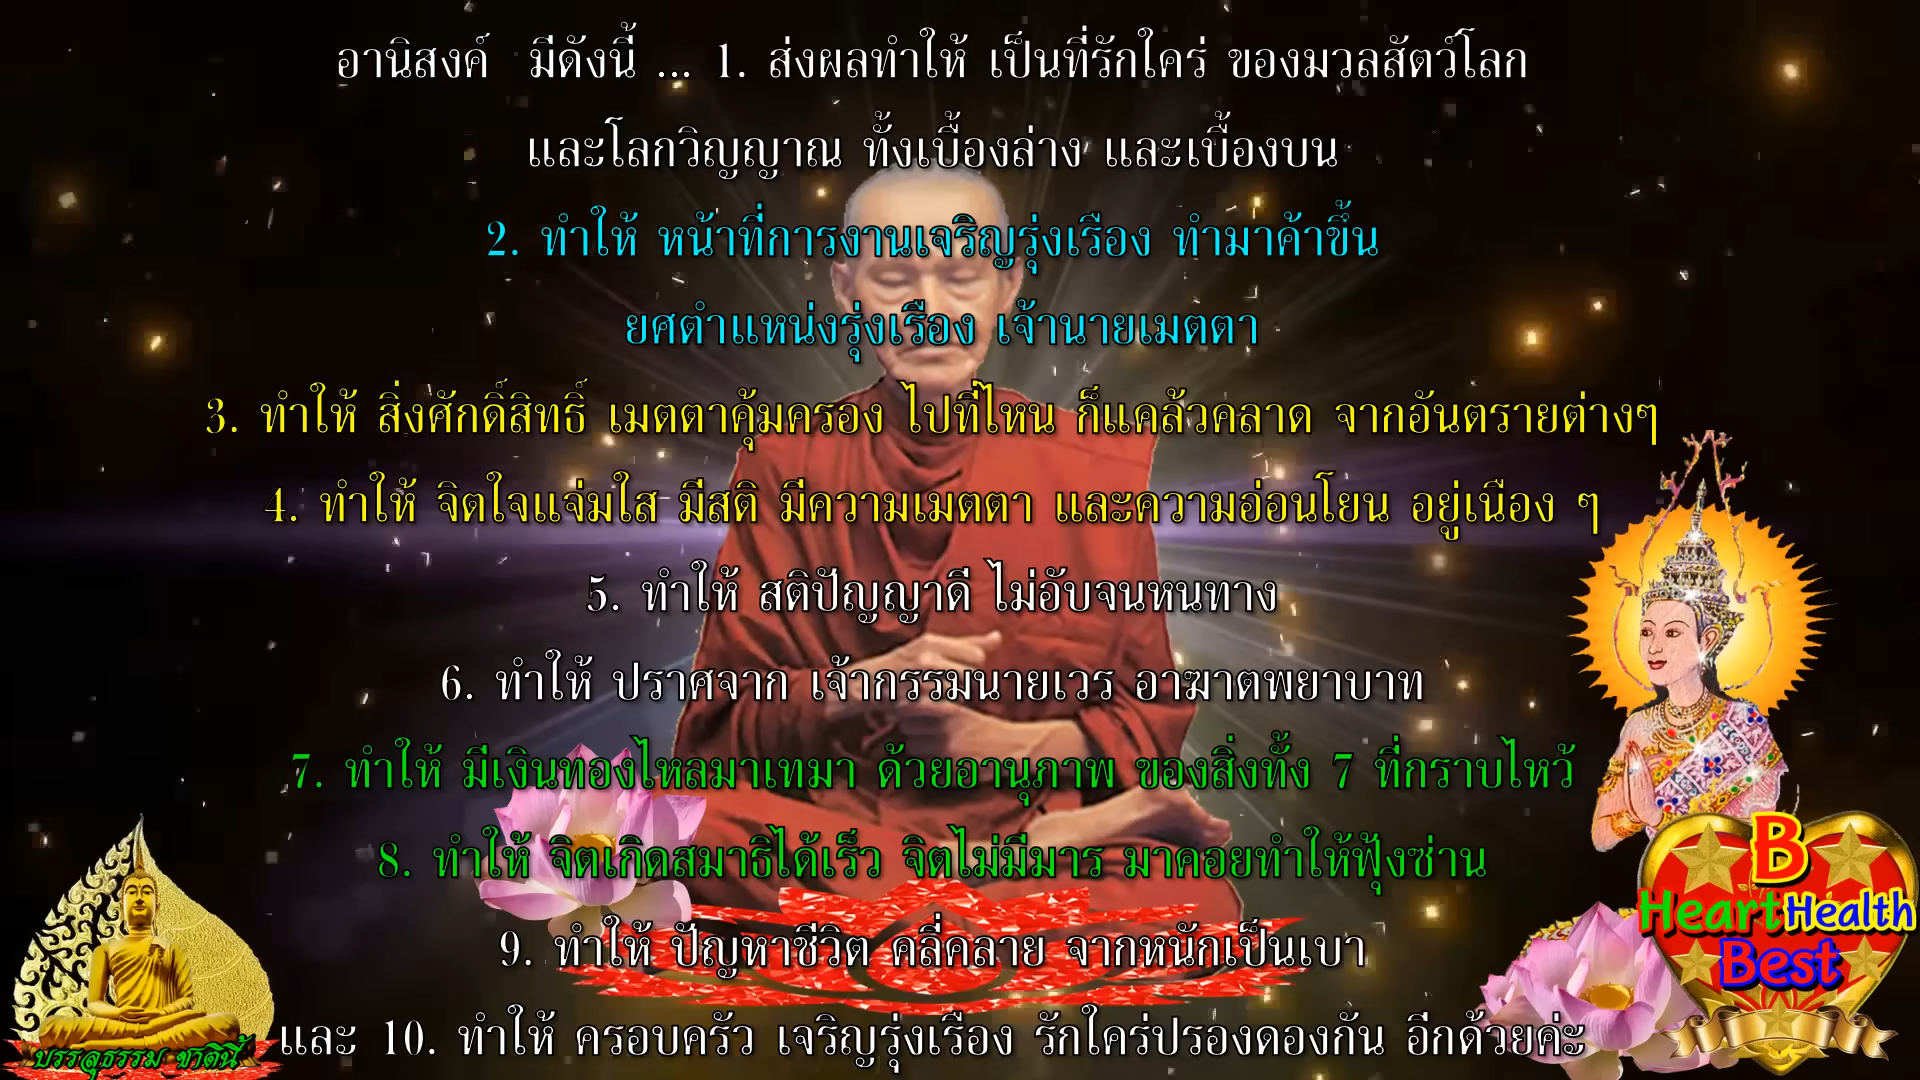 อานิสงค์ มีดังนี้ ... 1. ส่งผลทำให้ เป็นที่รักใคร่ ของมวลสัตว์โลก
และโลกวิญญาณ ทั้งเบื้องล่าง และเบื้องบน
2. ทำให้ หน้าที่การงานเจริญรุ่งเรือง ทำมาค้าขึ้น
ยศตำแหน่งรุ่งเรือง เจ้านายเมตตา
3. ทำให้ สิ่งศักดิ์สิทธิ์ เมตตาคุ้มครอง ไปที่ไหน ก็แคล้วคลาด จากอันตรายต่างๆ
4. ทำให้ จิตใจแจ่มใส มีสติ มีความเมตตา และความอ่อนโยน อยู่เนือง ๆ
5. ทำให้ สติปัญญาดี ไม่อับจนหนทาง
6. ทำให้ ปราศจาก เจ้ากรรมนายเวร อาฆาตพยาบาท
7. ทำให้ มีเงินทองไหลมาเทมา ด้วยอานุภาพ ของสิ่งทั้ง 7 ที่กราบไหว้
8. ทำให้ จิตเกิดสมาธิได้เร็ว จิตไม่มีมาร มาคอยทำให้ฟุ้งซ่าน
9. ทำให้ ปัญหาชีวิต คลี่คลาย จากหนักเป็นเบา
และ 10. ทำให้ ครอบครัว เจริญรุ่งเรือง รักใคร่ปรองดองกัน อีกด้วยค่ะ
บรรลุธรรม ชาตินี้
B
Heart Health
Best